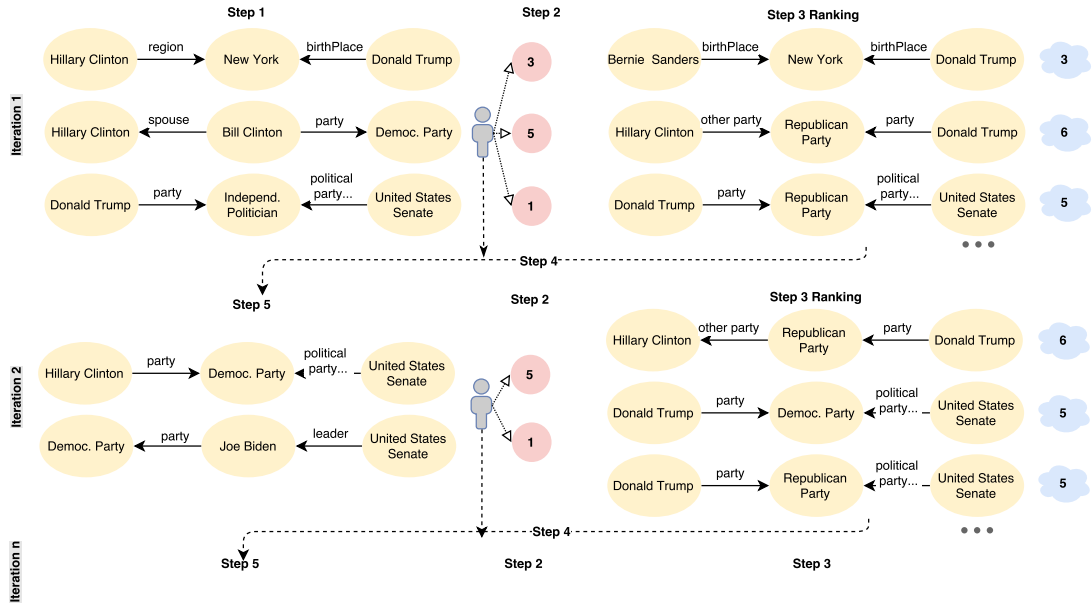 Step 1
Step 2
Step 3 Ranking
Iteration 1
Hillary Clinton
region
New York
birthPlace
Donald Trump
3
Bernie  Sanders
birthPlace
New York
birthPlace
Donald Trump
3
Hillary Clinton
spouse
Bill Clinton
party
Democ. Party
5
Hillary Clinton
other party
Republican
Party
party
Donald Trump
6
Donald Trump
party
Independ.
Politician
political
party...
United States
Senate
1
Donald Trump
party
Republican
Party
political
party...
United States
Senate
5
Step 4
Step 5
Step 2
Step 3 Ranking
Iteration 2
Hillary Clinton
party
Democ. Party
political
party...
United States
Senate
5
Hillary Clinton
other party
Republican
Party
party
Donald Trump
6
Democ. Party
party
Joe Biden
leader
United States
Senate
1
Donald Trump
party
Democ. Party
political
party...
United States
Senate
5
Donald Trump
party
Republican
Party
political
party...
United States
Senate
5
Step 4
Iteration n
Step 5
Step 2
Step 3